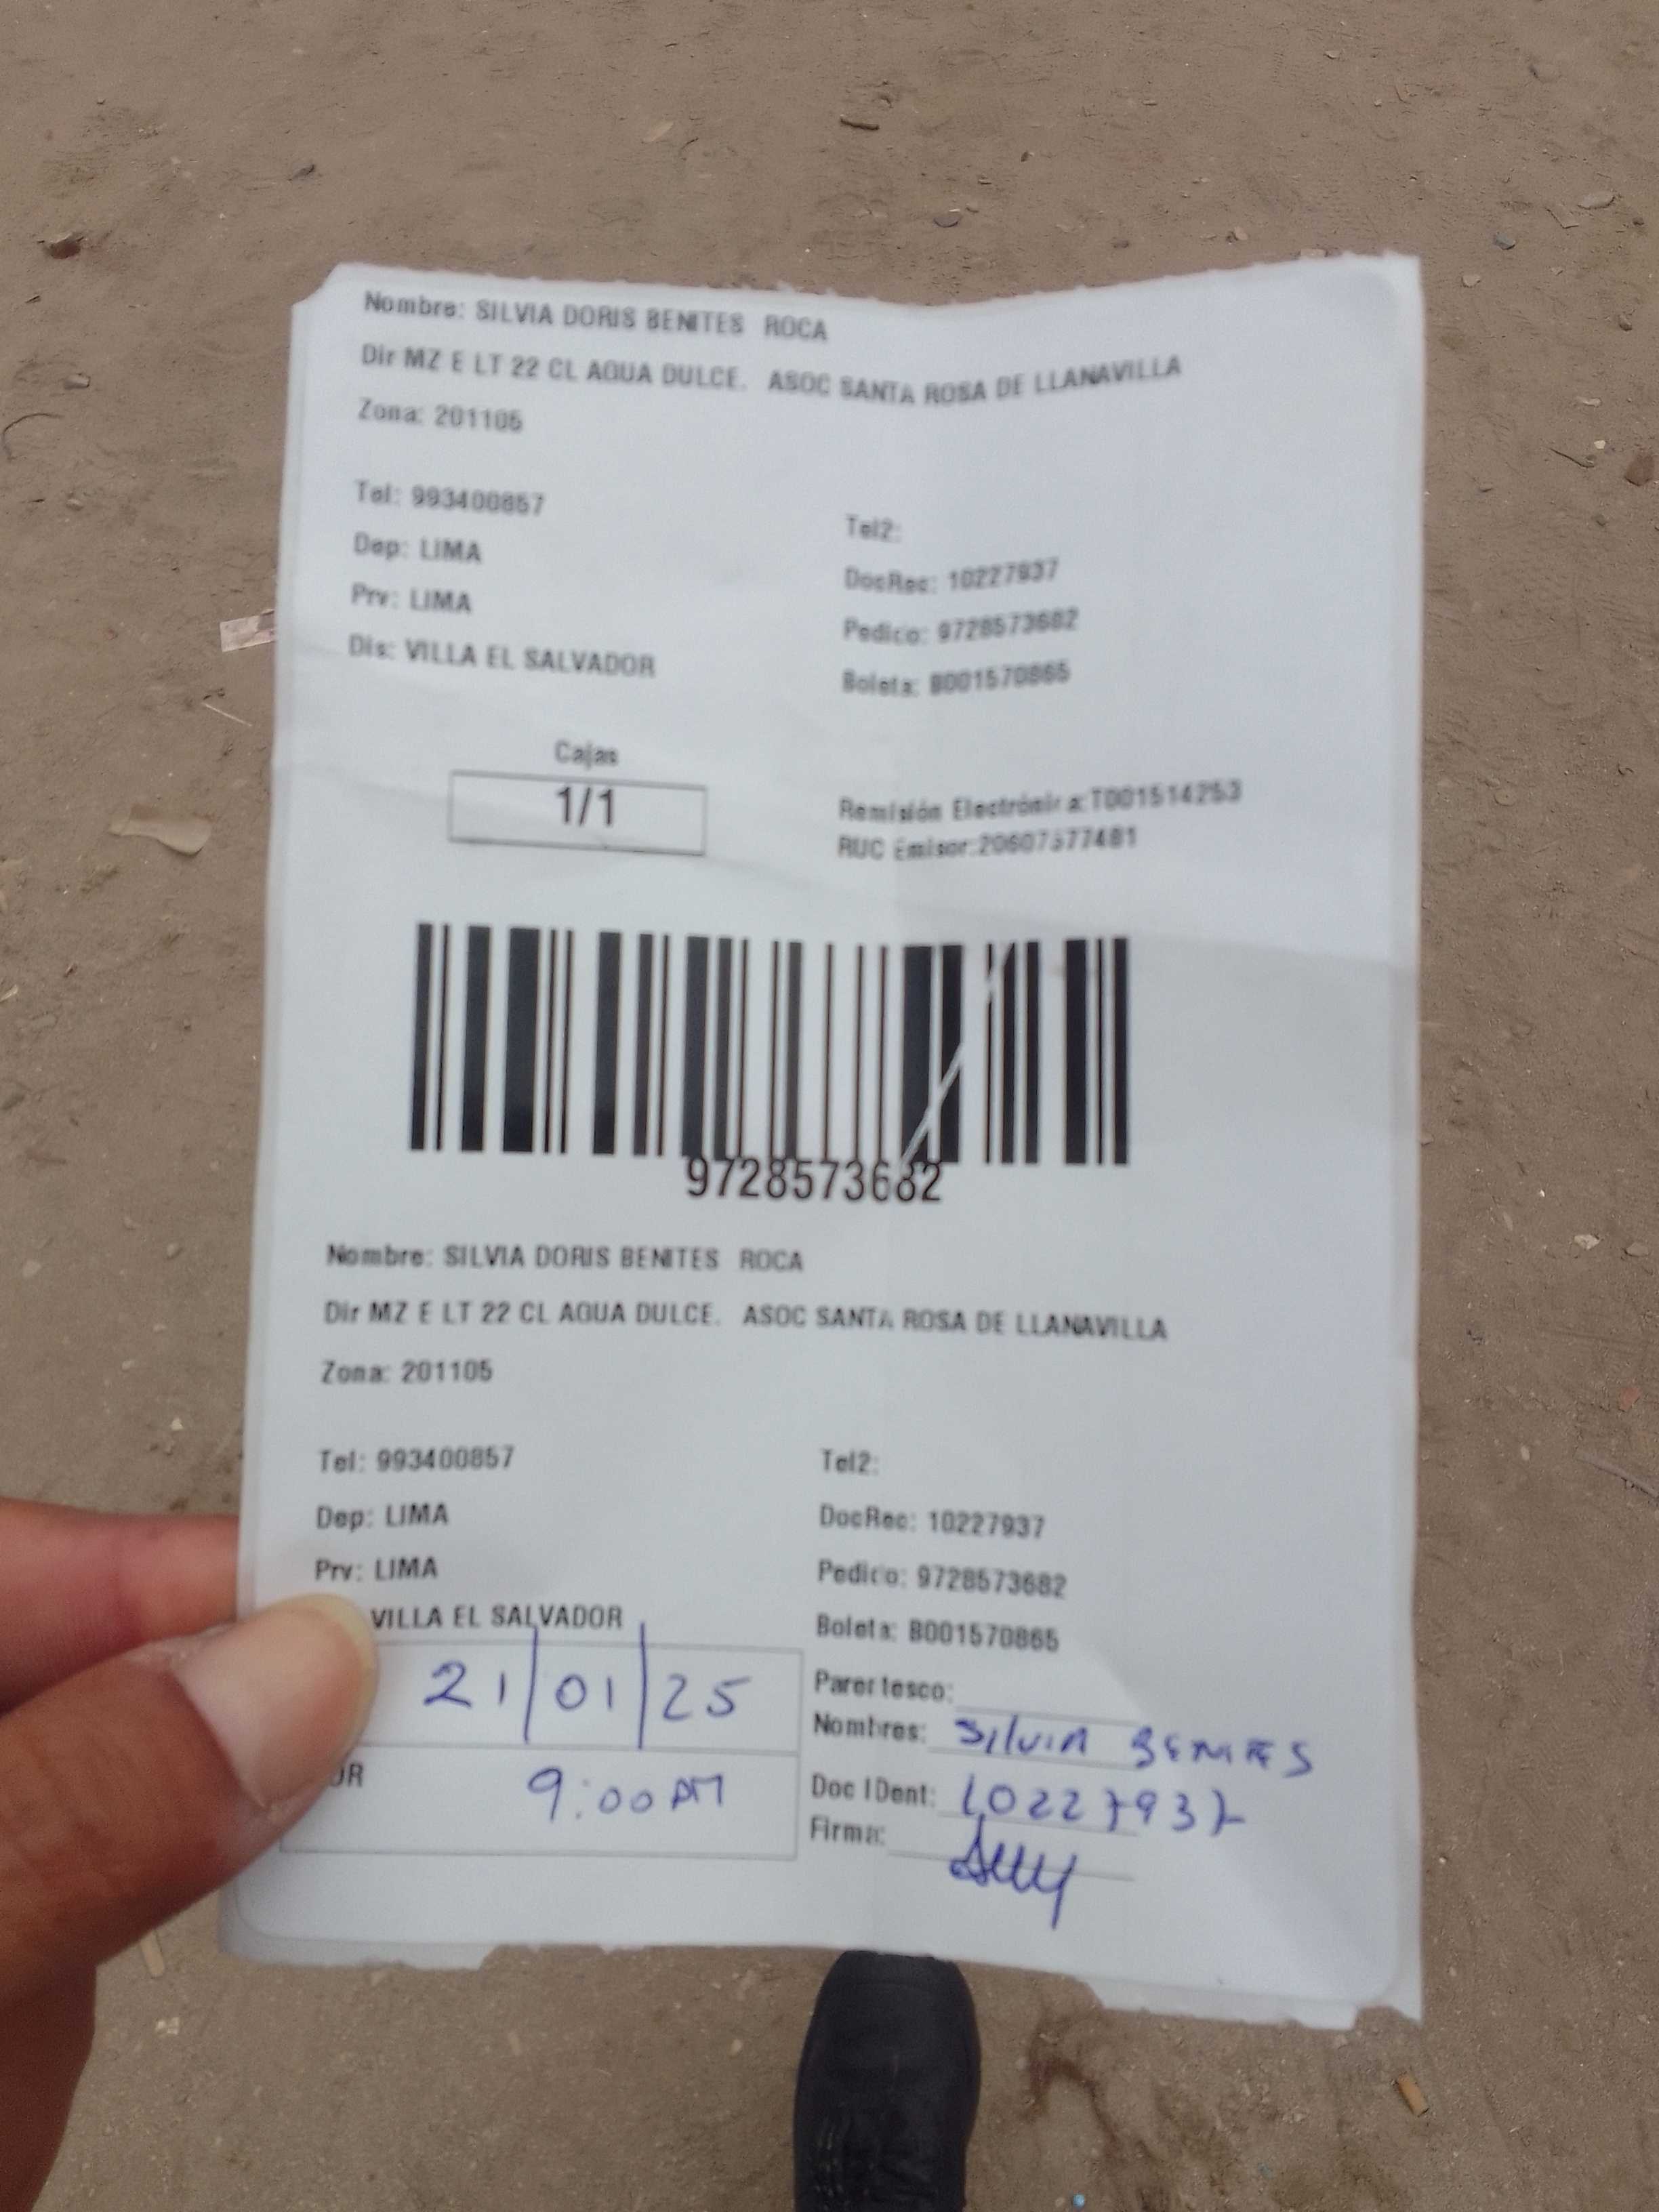 Nombre: SILVIA DORIS BENITES ROCA
Dir MZ E LT 22 CL AGUA DULCE. ASOC SANTA ROSA DE LLANAVILLA
Zona: 201105
Tel: 993400857
Tel2:
Dep: LIMA
DocRec: 10227937
Prv: LIMA
Pedido: 9728573682
Dis: VILLA EL SALVADOR
Boleta: B001570865
Cajas
1/1
Remisión Electrónica:T001514253
RUC Emisor:20607577481
9728573682
Nombre: SILVIA DORIS BENITES ROCA
Dir MZ E LT 22 CL AGUA DULCE. ASOC SANTA ROSA DE LLANAVILLA
Zona: 201105
Tel: 993400857
Tel2:
Dep: LIMA
DocRec: 10227937
Prv: LIMA
Pedido: 9728573682
VILLA EL SALVADOR
Boleta: B001570865
21/01/25
Parentesco:
Nombres: Silvia BENITES
9:00 AM
Doc IDent: 10227937
Firma: